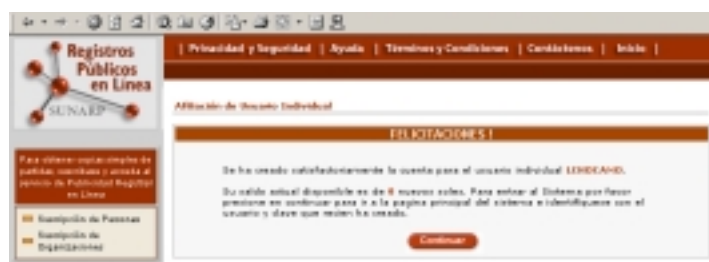 Registros
Públicos
en Línea
SUNARP
| Privacidad y Seguridad | Ayuda | Términos y Condiciones | Contáctenos | Inicio |
Afiliación de Usuario Individual
FELICITACIONES !
Se ha creado satisfactoriamente la cuenta para el usuario individual
Su saldo actual disponible es de 0 nuevos soles. Para entrar al Sistema por favor
presione en continuar para ir a la pagina principal del sistema e identifiquese con el
usuario y clave que recien ha creado.
Continuar
Para obtener copias simples de
partidas, suscríbase y acceda al
servicio de Publicidad Registral
en Línea
Suscripción de Personas
Suscripción de
Organizaciones